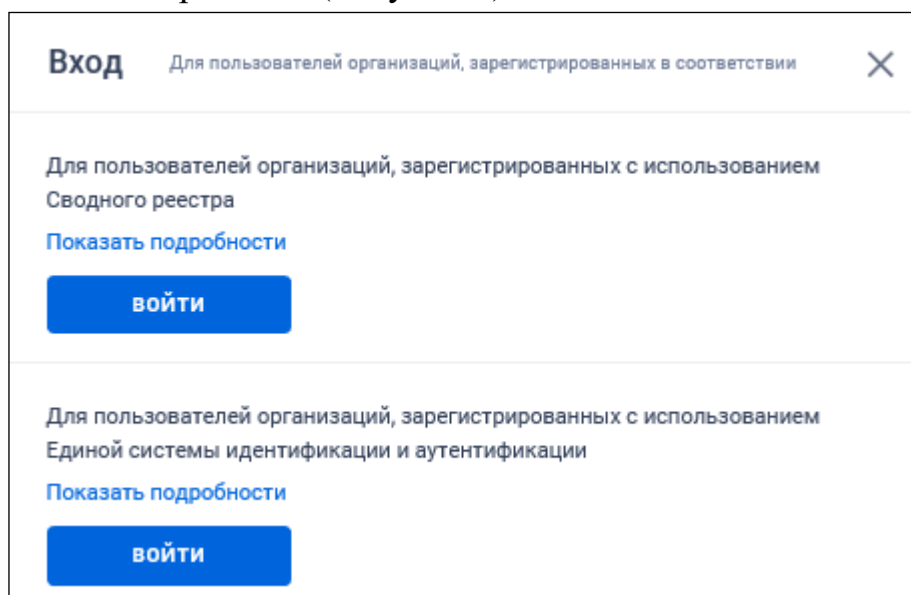 Вход Для пользователей организаций, зарегистрированных в соответствии
Для пользователей организаций, зарегистрированных с использованием
Сводного реестра
Показать подробности
ВОЙТИ
Для пользователей организаций, зарегистрированных с использованием
Единой системы идентификации и аутентификации
Показать подробности
ВОЙТИ